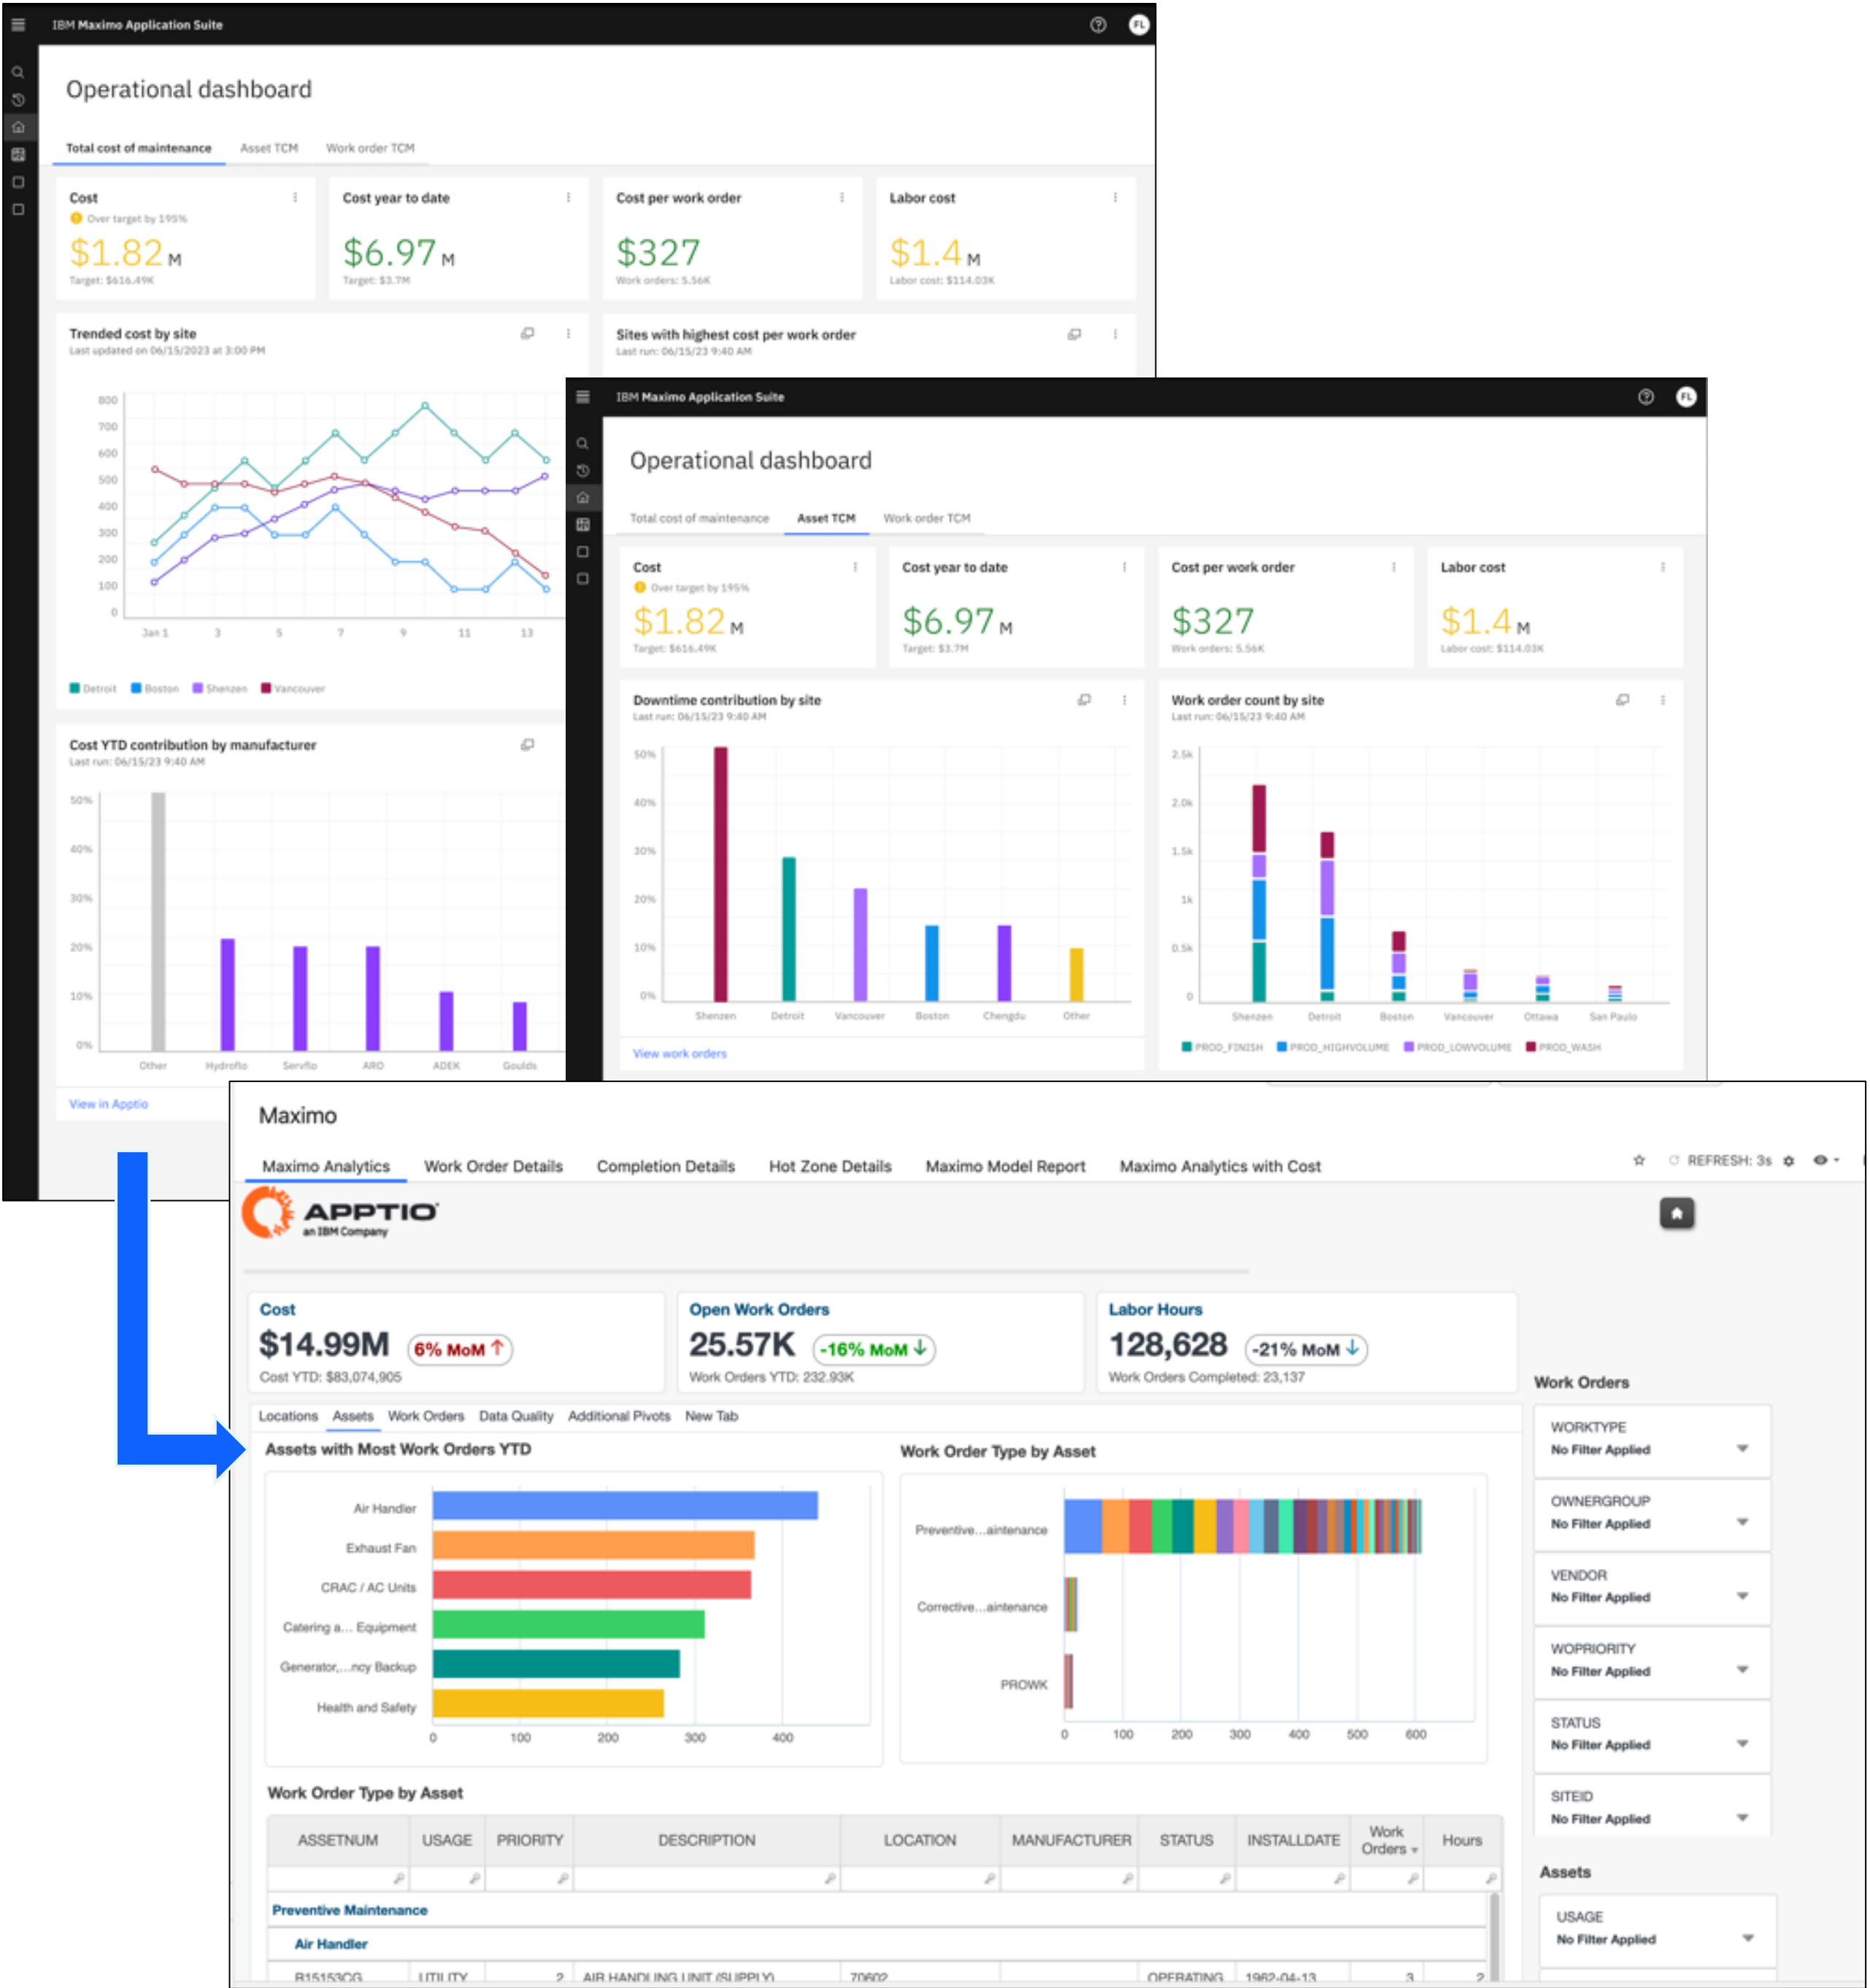 IBM Maximo Application Suite
FL
Operational dashboard
Total cost of maintenance Asset TCM Work order TCM
Cost
Over target by 195%
$1.82 M
Target: $616.49K
Cost year to date
$6.97 M
Target: $3.7M
Cost per work order
$327
Work orders: 5.56K
Labor cost
$1.4 M
Labor cost: $114.03K
Trended cost by site
Last updated on 06/15/2023 at 3:00 PM
800
700
600
500
400
300
200
100
0
Jan 1 3 5 7 9 11 13
Detroit Boston Shenzen Vancouver
Sites with highest cost per work order
Last run: 06/15/23 9:40 AM
Cost YTD contribution by manufacturer
Last run: 06/15/23 9:40 AM
50%
40%
30%
20%
10%
0%
Other Hydroflo Servflo ARO ADEK Goulds
View in Apptio
IBM Maximo Application Suite
FL
Operational dashboard
Total cost of maintenance Asset TCM Work order TCM
Cost
Over target by 195%
$1.82 M
Target: $616.49K
Cost year to date
$6.97 M
Target: $3.7M
Cost per work order
$327
Work orders: 5.56K
Labor cost
$1.4 M
Labor cost: $114.03K
Downtime contribution by site
Last run: 06/15/23 9:40 AM
50%
40%
30%
20%
10%
0%
Shenzen Detroit Vancouver Boston Chengdu Other
View work orders
Work order count by site
Last run: 06/15/23 9:40 AM
2.5k
2.0k
1.5k
1k
0.5k
0
Shenzen Detroit Boston Vancouver Ottawa San Paulo
PROD_FINISH PROD_HIGHVOLUME PROD_LOWVOLUME PROD_WASH
Maximo
Maximo Analytics Work Order Details Completion Details Hot Zone Details Maximo Model Report Maximo Analytics with Cost
REFRESH: 3s
APPTIO
an IBM Company
Cost
$14.99M 6% MoM ↑
Cost YTD: $83,074,905
Open Work Orders
25.57K -16% MoM ↓
Work Orders YTD: 232.93K
Labor Hours
128,628 -21% MoM ↓
Work Orders Completed: 23,137
Locations Assets Work Orders Data Quality Additional Pivots New Tab
Assets with Most Work Orders YTD
Air Handler
Exhaust Fan
CRAC / AC Units
Catering a... Equipment
Generator,...ncy Backup
Health and Safety
0 100 200 300 400
Work Order Type by Asset
Preventive...aintenance
Corrective...aintenance
PROWK
0 100 200 300 400 500 600
Work Order Type by Asset
ASSETNUM USAGE PRIORITY DESCRIPTION LOCATION MANUFACTURER STATUS INSTALLDATE Work Orders Hours
Preventive Maintenance
Air Handler
R15153CG UTILITY 2 AIR HANDLING UNIT (SUPPLY) 70602 OPERATING 1962-04-13 3 2
Work Orders
WORKTYPE
No Filter Applied
OWNERGROUP
No Filter Applied
VENDOR
No Filter Applied
WOPRIORITY
No Filter Applied
STATUS
No Filter Applied
SITEID
No Filter Applied
Assets
USAGE
No Filter Applied